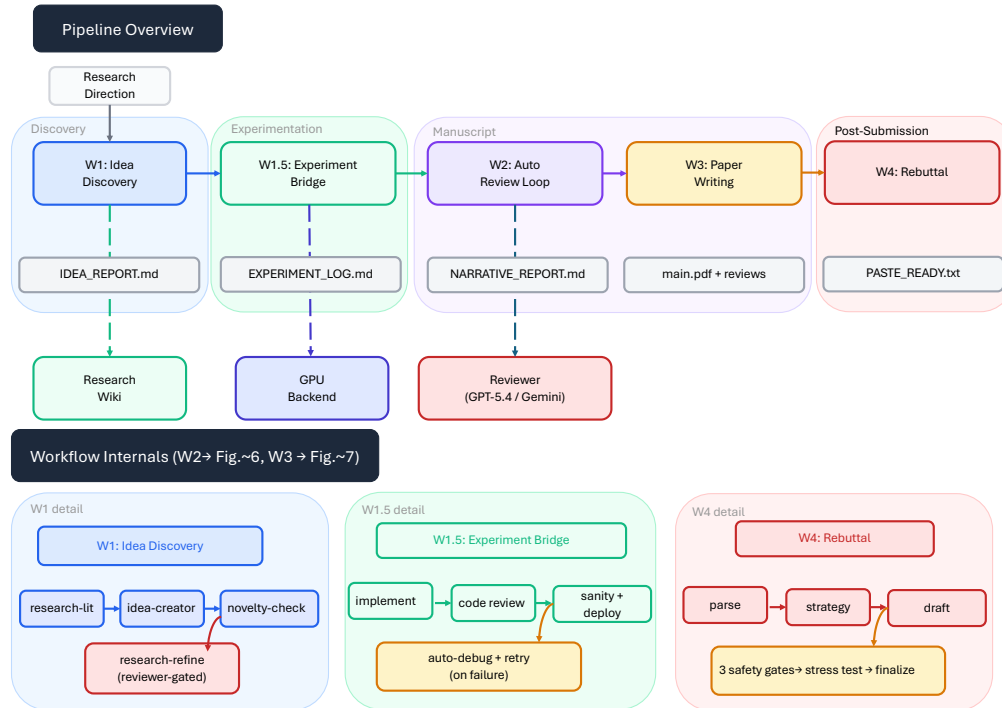 Pipeline Overview
Research
Direction
Discovery
Experimentation
Manuscript
Post-Submission
W1: Idea
Discovery
W1.5: Experiment
Bridge
W2: Auto
Review Loop
W3: Paper
Writing
W4: Rebuttal
IDEA_REPORT.md
EXPERIMENT_LOG.md
NARRATIVE_REPORT.md
main.pdf + reviews
PASTE_READY.txt
Research
Wiki
GPU
Backend
Reviewer
(GPT-5.4 / Gemini)
Workflow Internals (W2→ Fig.~6, W3 → Fig.~7)
W1 detail
W1: Idea Discovery
research-lit
idea-creator
novelty-check
research-refine
(reviewer-gated)
W1.5 detail
W1.5: Experiment Bridge
implement
code review
sanity +
deploy
auto-debug + retry
(on failure)
W4 detail
W4: Rebuttal
parse
strategy
draft
3 safety gates→ stress test → finalize